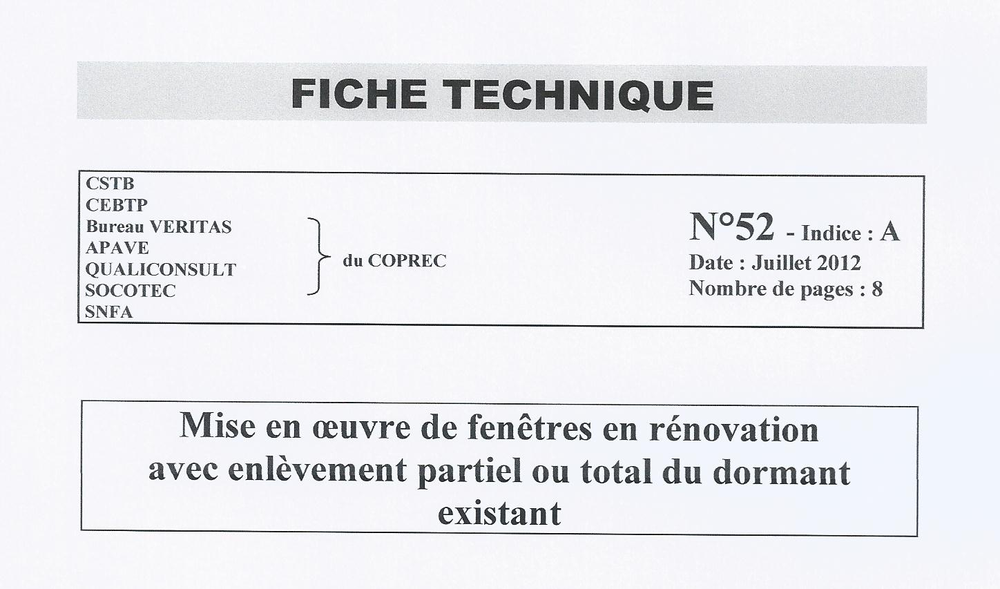 FICHE TECHNIQUE
CSTB
CEBTP
Bureau VERITAS
APAVE
QUALICONSULT
SOCOTEC
SNFA
du COPREC
N°52 - Indice : A
Date : Juillet 2012
Nombre de pages : 8
Mise en œuvre de fenêtres en rénovation
avec enlèvement partiel ou total du dormant
existant